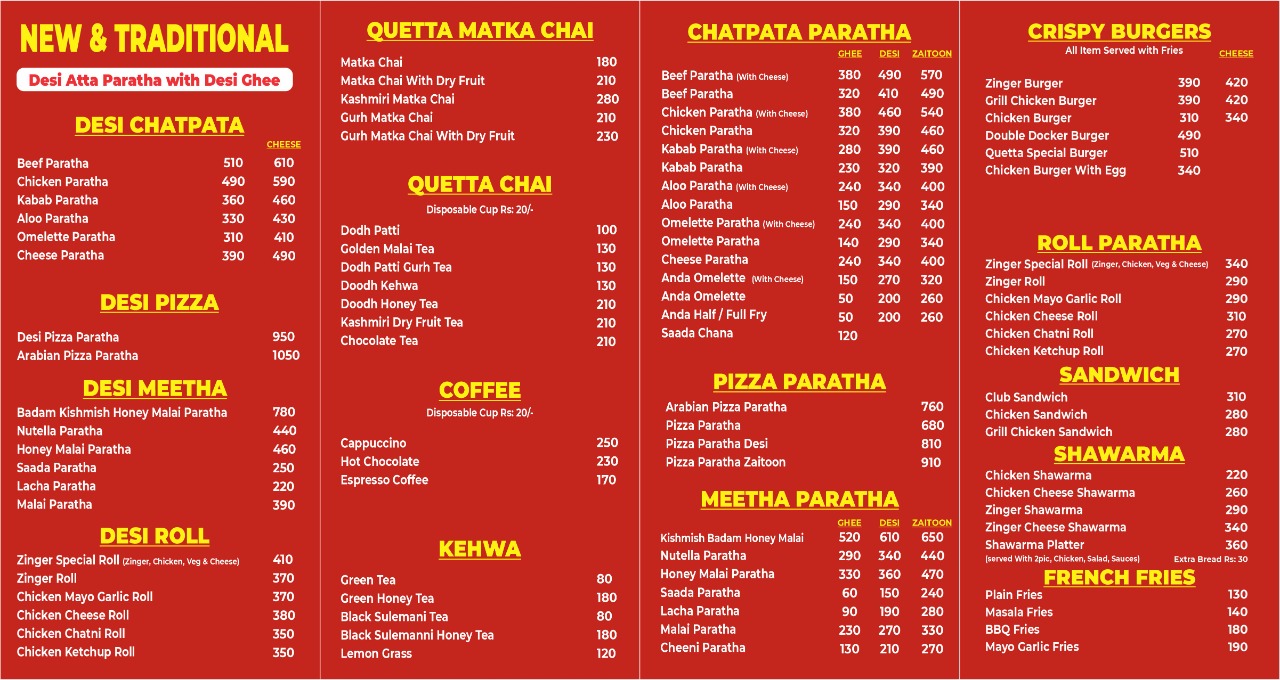 NEW & TRADITIONAL
Desi Atta Paratha with Desi Ghee
DESI CHATPATA
CHEESE
Beef Paratha 510 610
Chicken Paratha 490 590
Kabab Paratha 360 460
Aloo Paratha 330 430
Omelette Paratha 310 410
Cheese Paratha 390 490
DESI PIZZA
Desi Pizza Paratha 950
Arabian Pizza Paratha 1050
DESI MEETHA
Badam Kishmish Honey Malai Paratha 780
Nutella Paratha 440
Honey Malai Paratha 460
Saada Paratha 250
Lacha Paratha 220
Malai Paratha 390
DESI ROLL
Zinger Special Roll (Zinger, Chicken, Veg & Cheese) 410
Zinger Roll 370
Chicken Mayo Garlic Roll 370
Chicken Cheese Roll 380
Chicken Chatni Roll 350
Chicken Ketchup Roll 350
QUETTA MATKA CHAI
Matka Chai 180
Matka Chai With Dry Fruit 210
Kashmiri Matka Chai 280
Gurh Matka Chai 210
Gurh Matka Chai With Dry Fruit 230
QUETTA CHAI
Disposable Cup Rs: 20/-
Dodh Patti 100
Golden Malai Tea 130
Dodh Patti Gurh Tea 130
Doodh Kehwa 130
Doodh Honey Tea 210
Kashmiri Dry Fruit Tea 210
Chocolate Tea 210
COFFEE
Disposable Cup Rs: 20/-
Cappuccino 250
Hot Chocolate 230
Espresso Coffee 170
KEHWA
Green Tea 80
Green Honey Tea 180
Black Sulemani Tea 80
Black Sulemanni Honey Tea 180
Lemon Grass 120
CHATPATA PARATHA
GHEE DESI ZAITOON
Beef Paratha (With Cheese) 380 490 570
Beef Paratha 320 410 490
Chicken Paratha (With Cheese) 380 460 540
Chicken Paratha 320 390 460
Kabab Paratha (With Cheese) 280 390 460
Kabab Paratha 230 320 390
Aloo Paratha (With Cheese) 240 340 400
Aloo Paratha 150 290 340
Omelette Paratha (With Cheese) 240 340 400
Omelette Paratha 140 290 340
Cheese Paratha 240 340 400
Anda Omelette (With Cheese) 150 270 320
Anda Omelette 50 200 260
Anda Half / Full Fry 50 200 260
Saada Chana 120
PIZZA PARATHA
Arabian Pizza Paratha 760
Pizza Paratha 680
Pizza Paratha Desi 810
Pizza Paratha Zaitoon 910
MEETHA PARATHA
GHEE DESI ZAITOON
Kishmish Badam Honey Malai 520 610 650
Nutella Paratha 290 340 440
Honey Malai Paratha 330 360 470
Saada Paratha 60 150 240
Lacha Paratha 90 190 280
Malai Paratha 230 270 330
Cheeni Paratha 130 210 270
CRISPY BURGERS
All Item Served with Fries
CHEESE
Zinger Burger 390 420
Grill Chicken Burger 390 420
Chicken Burger 310 340
Double Docker Burger 490
Quetta Special Burger 510
Chicken Burger With Egg 340
ROLL PARATHA
Zinger Special Roll (Zinger, Chicken, Veg & Cheese) 340
Zinger Roll 290
Chicken Mayo Garlic Roll 290
Chicken Cheese Roll 310
Chicken Chatni Roll 270
Chicken Ketchup Roll 270
SANDWICH
Club Sandwich 310
Chicken Sandwich 280
Grill Chicken Sandwich 280
SHAWARMA
Chicken Shawarma 220
Chicken Cheese Shawarma 260
Zinger Shawarma 290
Zinger Cheese Shawarma 340
Shawarma Platter 360
(served With 2pic, Chicken, Salad, Sauces) Extra Bread Rs: 30
FRENCH FRIES
Plain Fries 130
Masala Fries 140
BBQ Fries 180
Mayo Garlic Fries 190